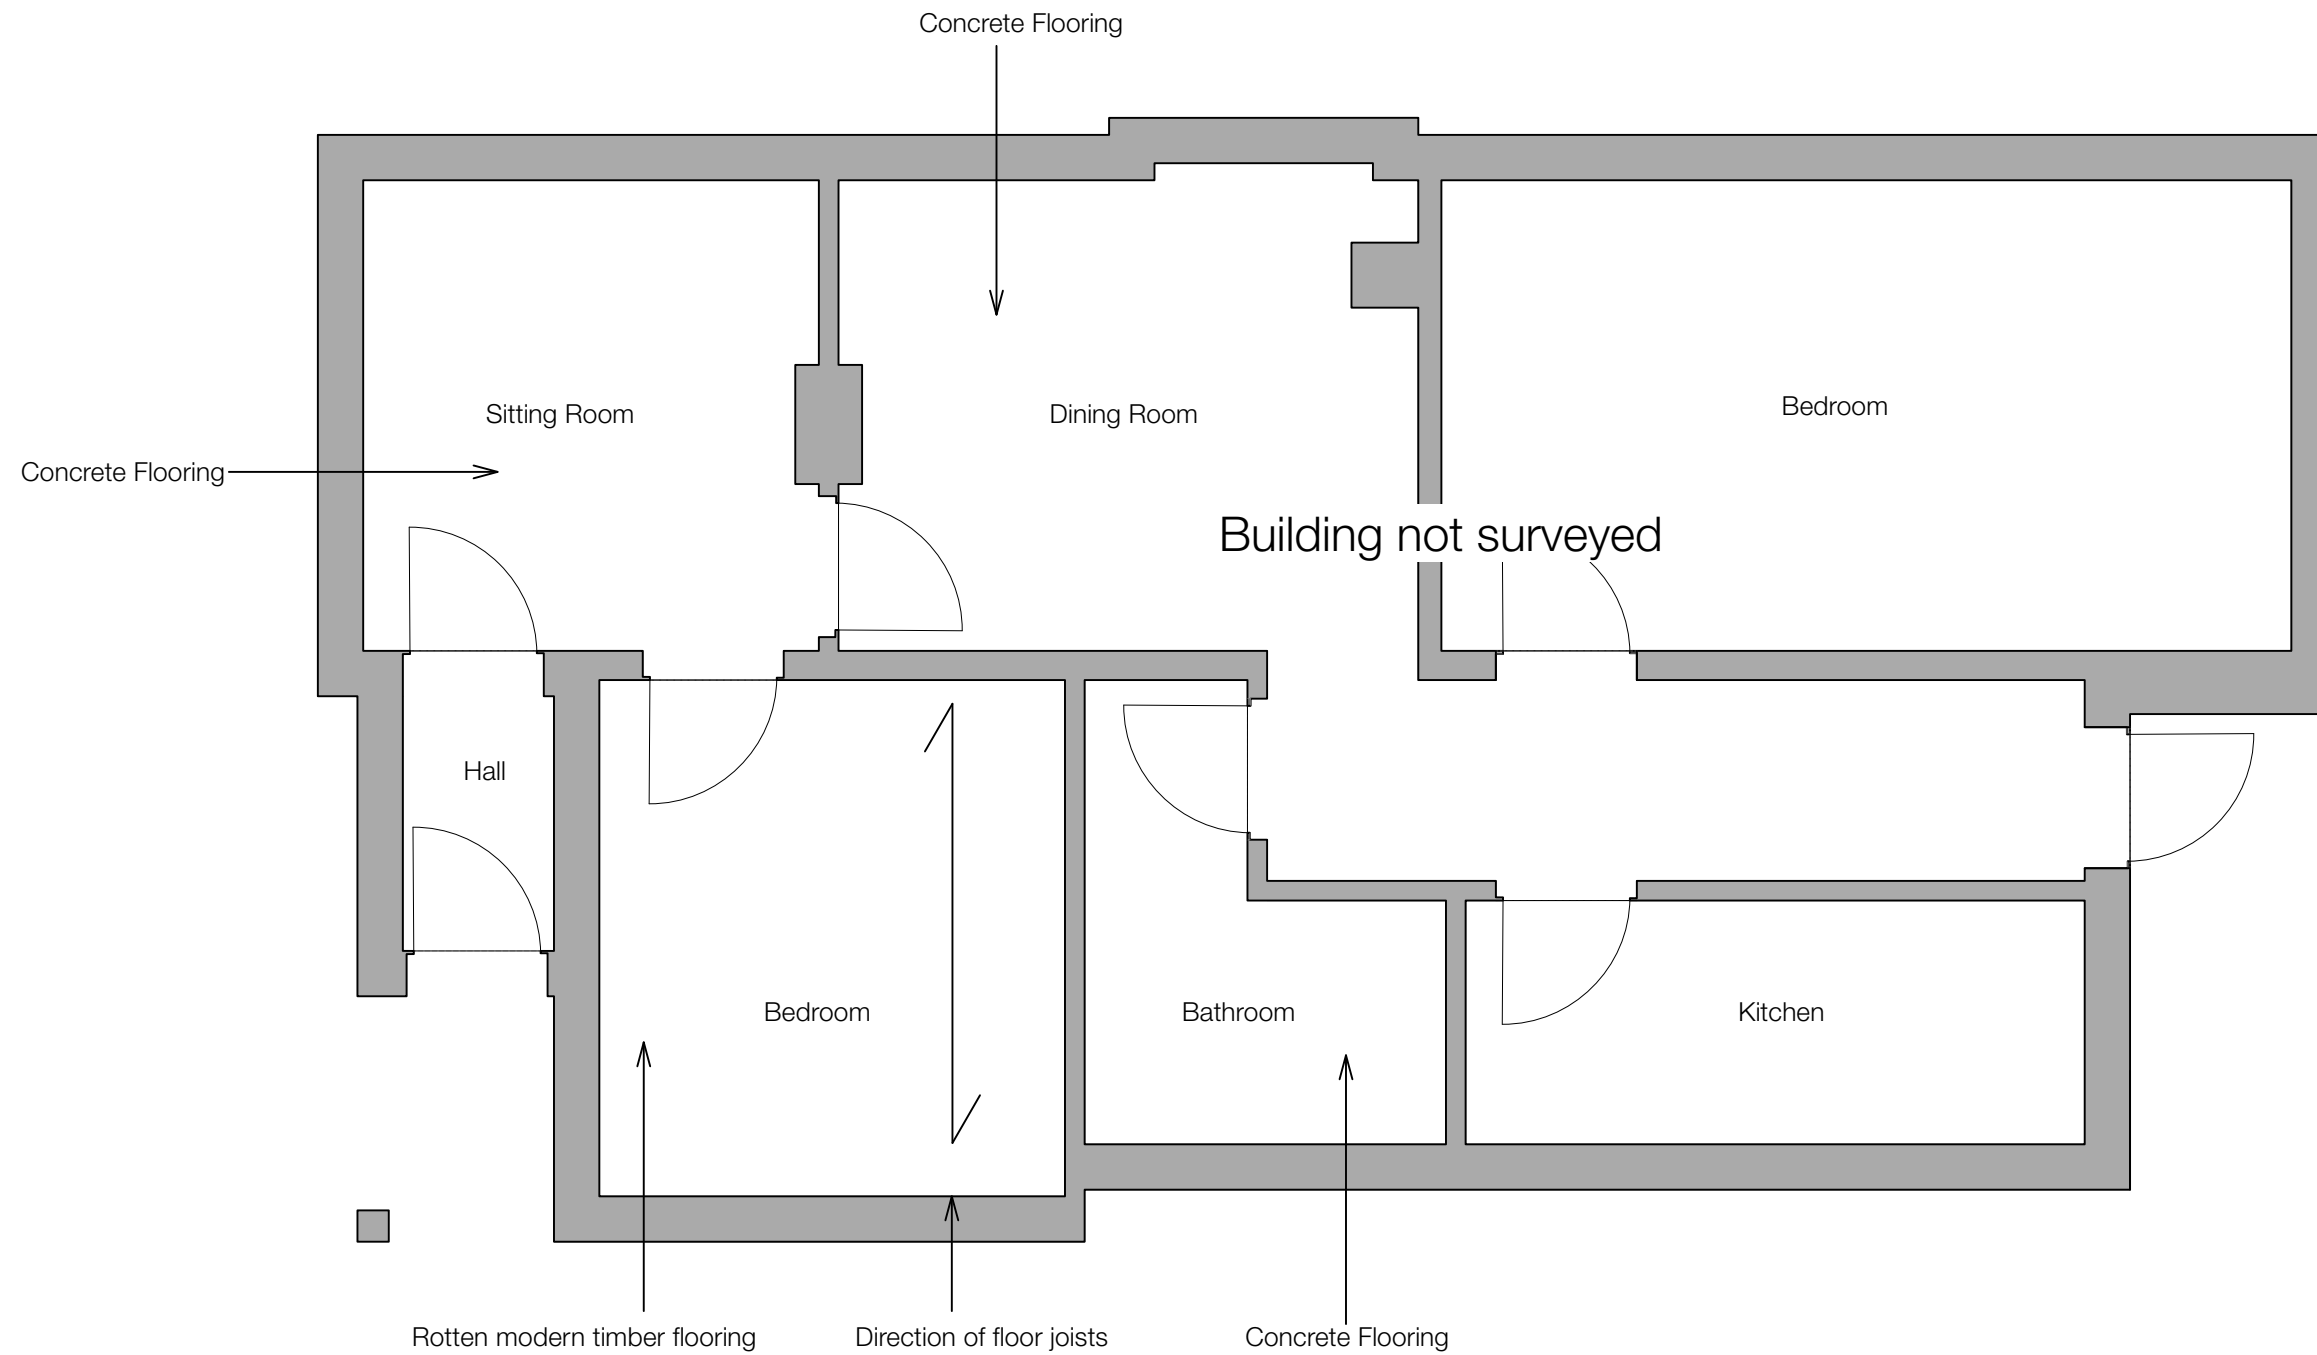 Concrete Flooring
Bedroom
Sitting Room
Dining Room
Concrete Flooring
Building not surveyed
Hall
Bedroom
Bathroom
Kitchen
Rotten modern timber flooring
Direction of floor joists
Concrete Flooring